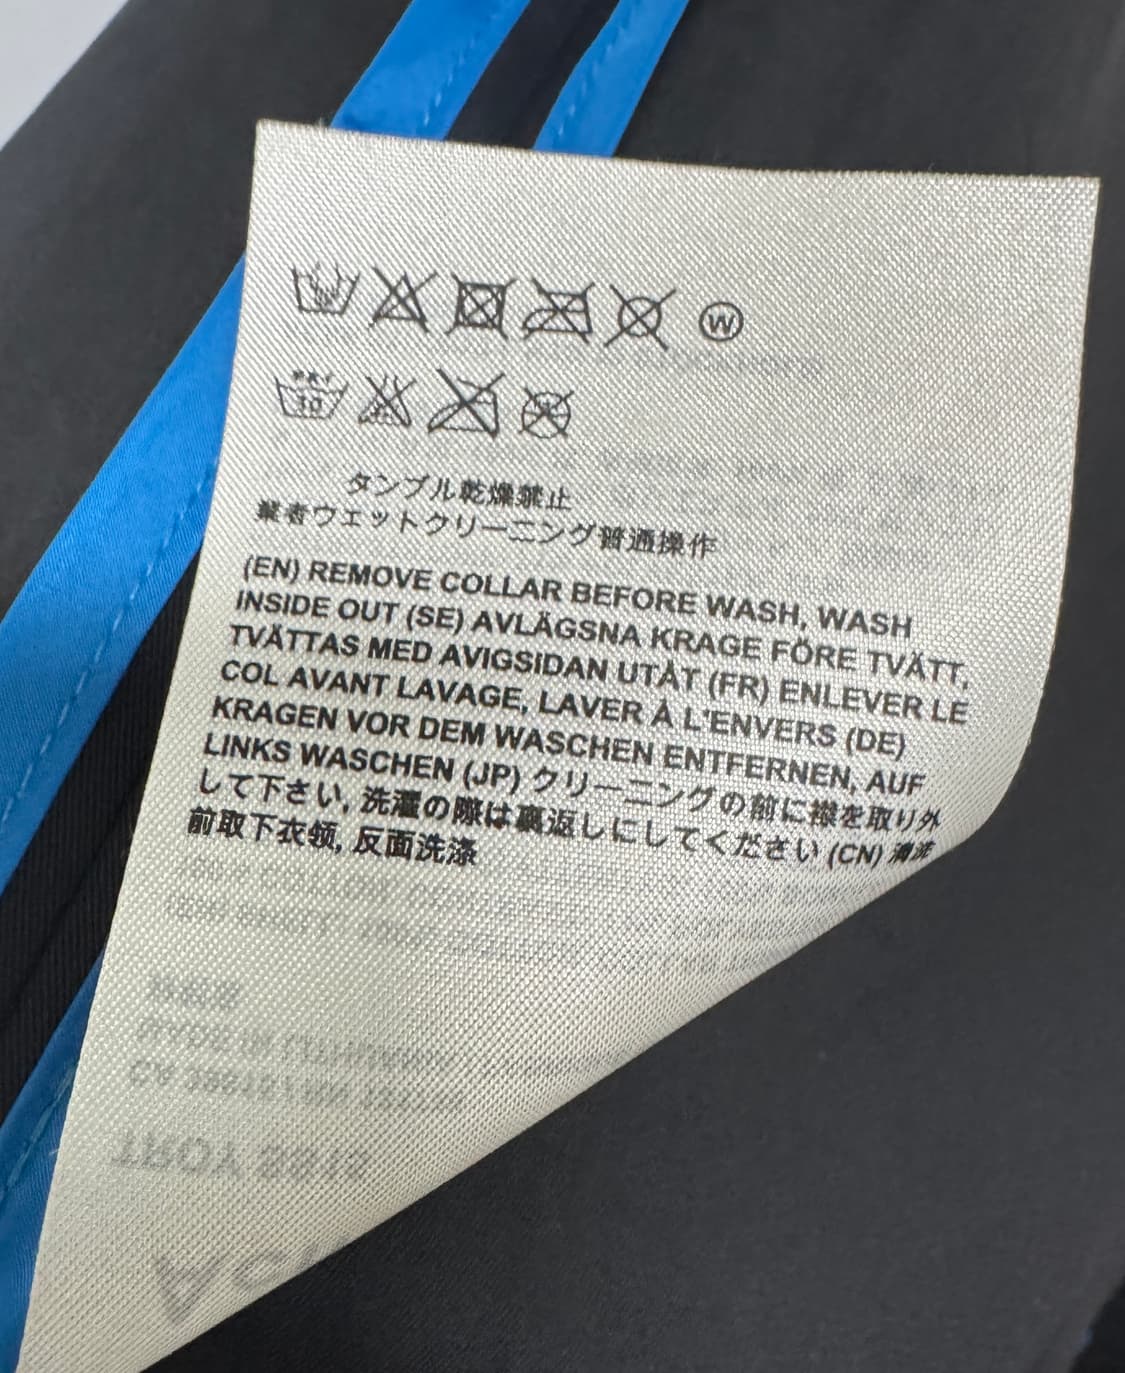 W
30
タンブル乾燥禁止
業者ウエットクリーニング普通操作
(EN) REMOVE COLLAR BEFORE WASH, WASH
INSIDE OUT (SE) AVLÄGSNA KRAGE FÖRE TVÄTT,
TVÄTTAS MED AVIGSIDAN UTÅT (FR) ENLEVER LE
COL AVANT LAVAGE, LAVER À L'ENVERS (DE)
KRAGEN VOR DEM WASCHEN ENTFERNEN, AUF
LINKS WASCHEN (JP) クリーニングの前に襟を取り外
して下さい, 洗濯の際は裏返しにしてください (CN) 清洗
前取下衣领, 反面洗涤